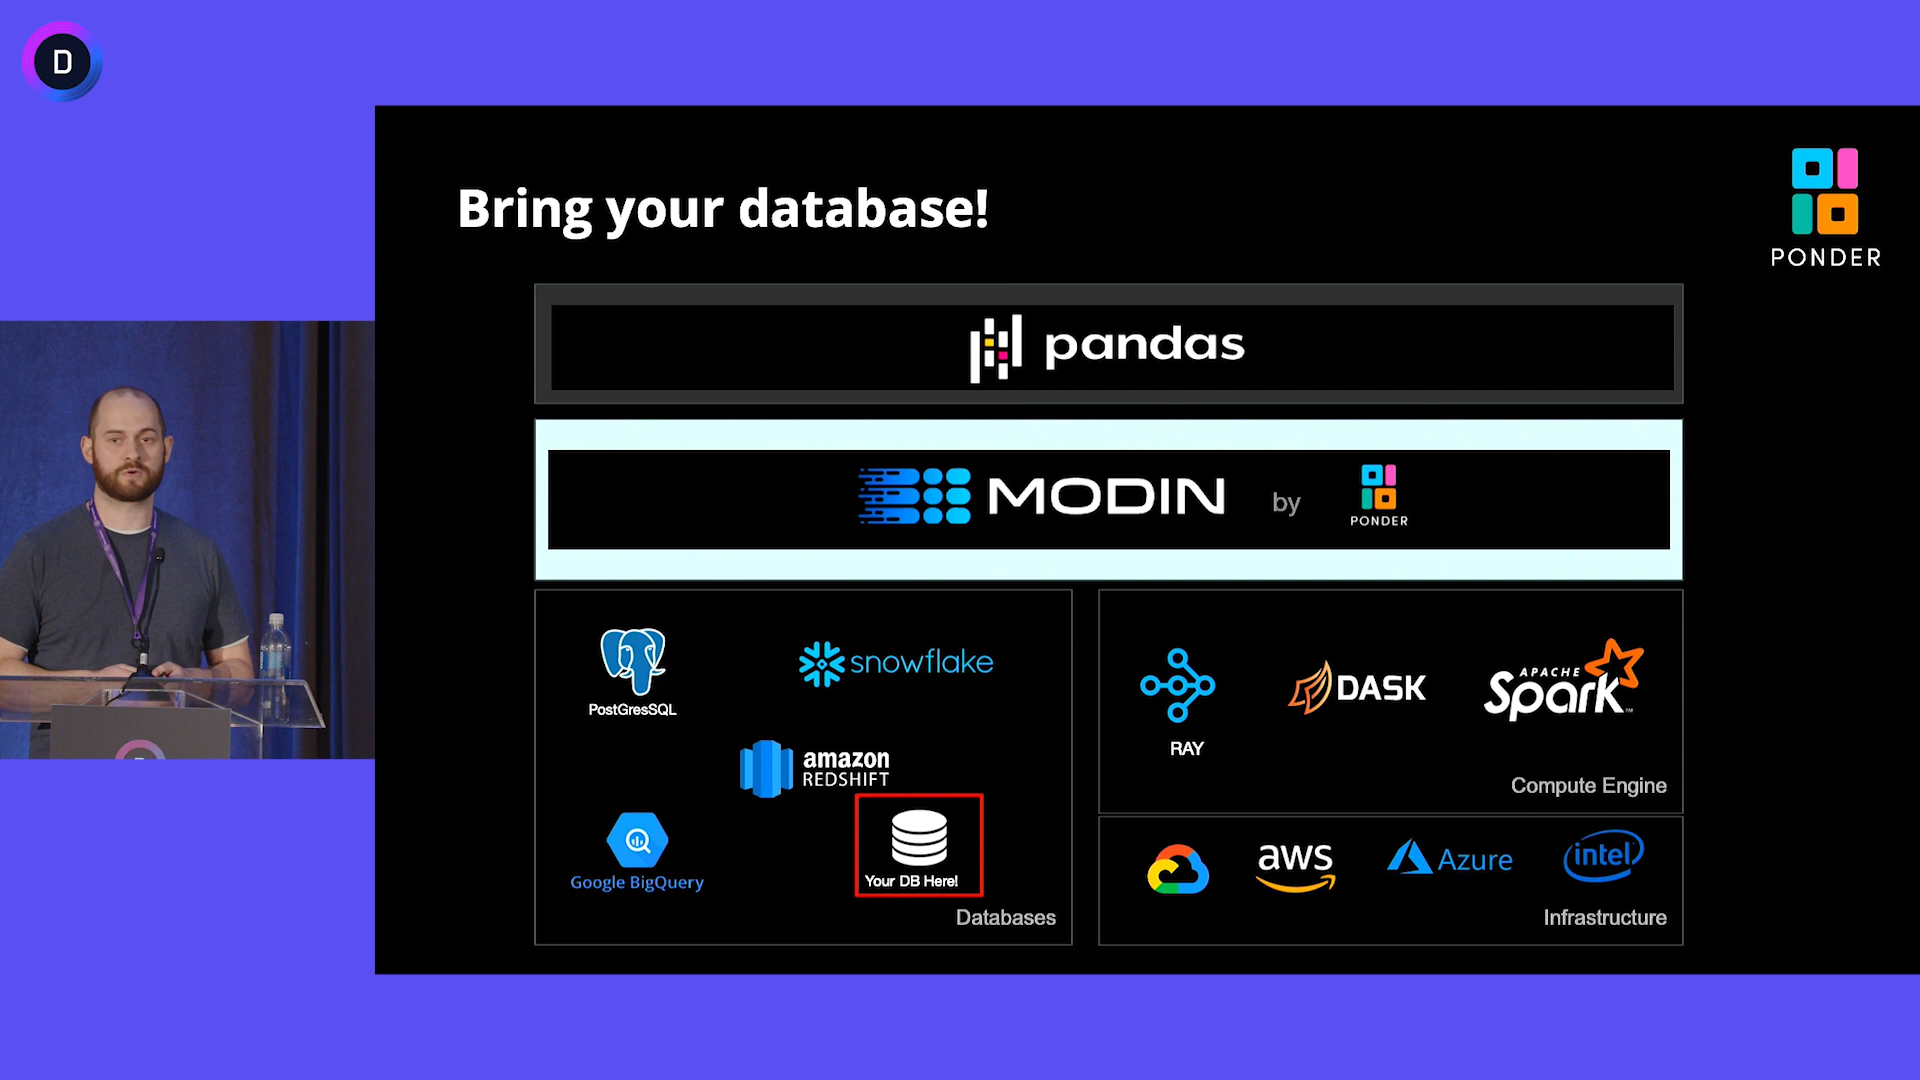 D
Bring your database!
PONDER
pandas
MODIN by PONDER
PostGresSQL
snowflake
amazon
REDSHIFT
Google BigQuery
Your DB Here!
Databases
RAY
DASK
APACHE
Spark™
Compute Engine
aws
Azure
intel
Infrastructure